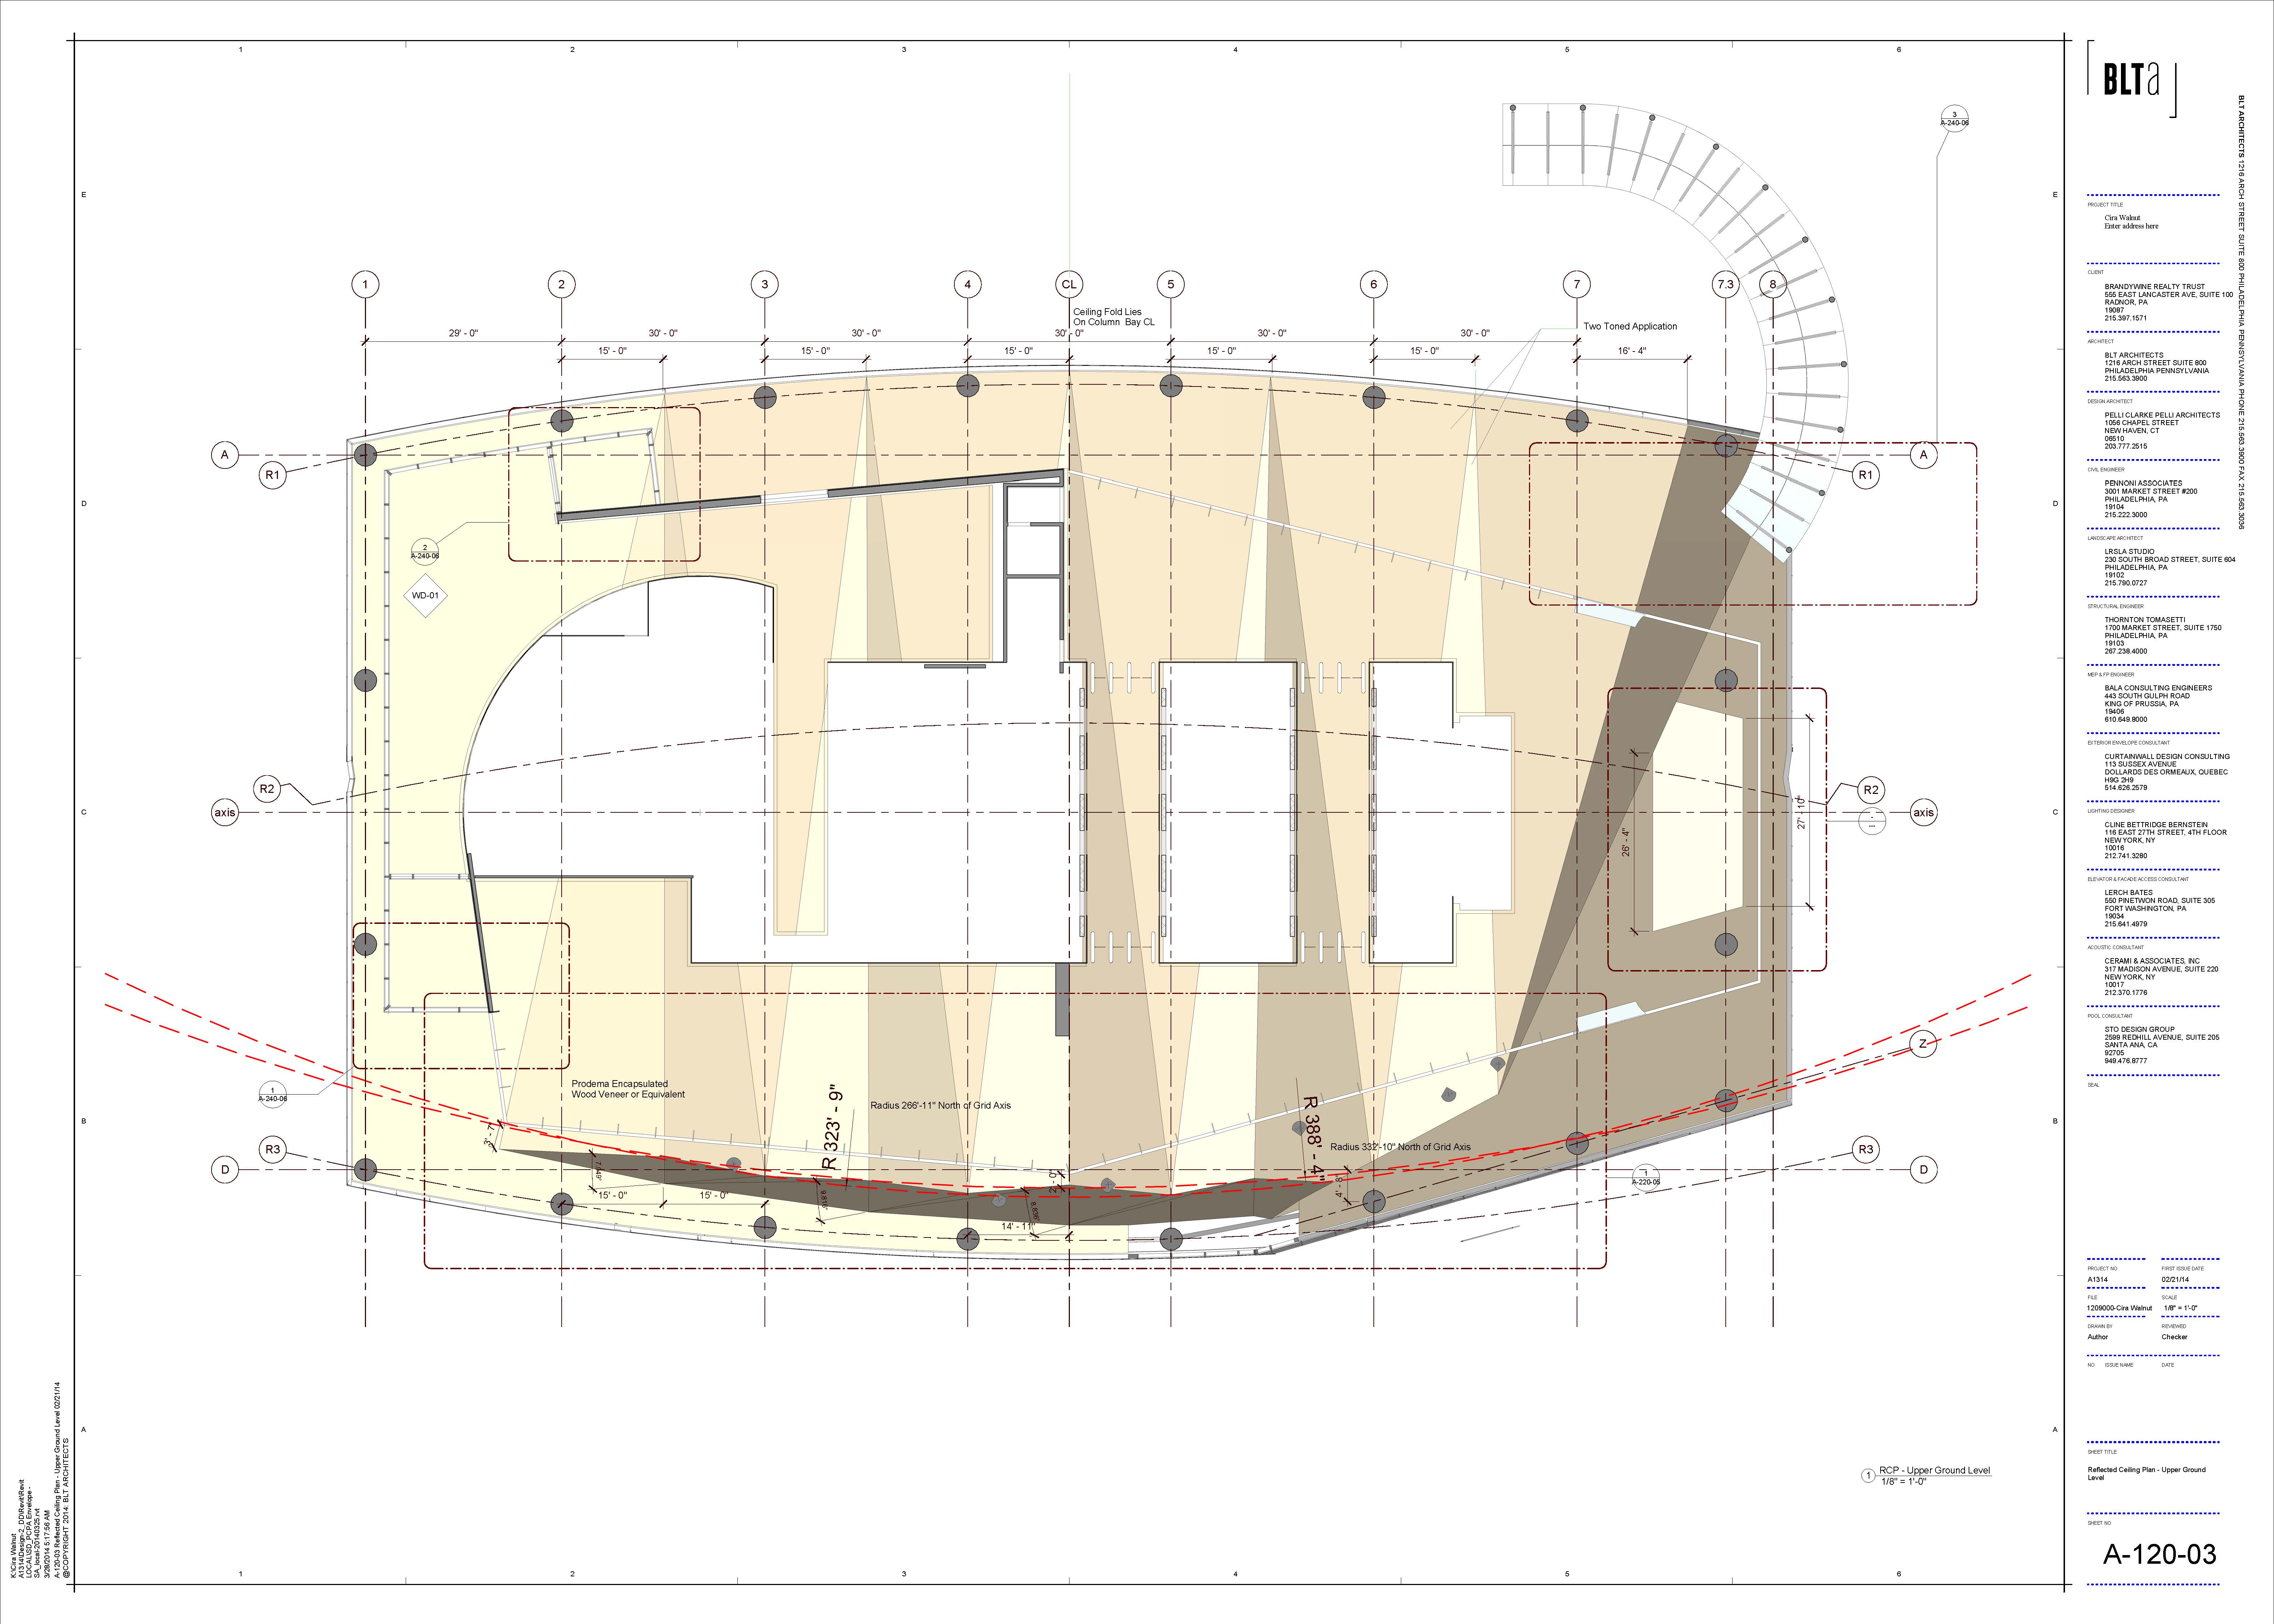 1 2 3 4 5 6
E
D
C
B
A
E
D
C
B
A
1 2 3 4 5 6
3
A-240-06
1 2 3 4 CL 5 6 7 7.3 8
Ceiling Fold Lies
On Column Bay CL
Two Toned Application
29' - 0" 30' - 0" 30' - 0" 30' - 0" 30' - 0" 30' - 0"
15' - 0" 15' - 0" 15' - 0" 15' - 0" 15' - 0" 16' - 4"
A
A
R1
R1
2
A-240-06
WD-01
R2
R2
axis
axis
-
---
26' - 4"
27' - 10"
Z
1
A-240-06
Prodema Encapsulated
Wood Veneer or Equivalent
Radius 266'-11" North of Grid Axis
R 323' - 9"
R 388' - 4"
Radius 332'-10" North of Grid Axis
3' - 7"
R3
R3
D
D
1
A-220-05
2' - 0"
4' - 8"
15' - 0" 15' - 0"
14' - 11"
1
RCP - Upper Ground Level
1/8" = 1'-0"
K:\Cira Walnut
A1314\Design-2_DD\Revit\Revit
LOCAL\SD_PCPA Envelope -
SA_local-20140325.rvt
3/28/2014 5:17:56 AM
A-120-03 Reflected Ceiling Plan - Upper Ground Level 02/21/14
@COPYRIGHT 2014: BLT ARCHITECTS
BLTa
BLT ARCHITECTS 1216 ARCH STREET SUITE 800 PHILADELPHIA PENNSYLVANIA PHONE 215.563.3900 FAX 215.563.3036
PROJECT TITLE
Cira Walnut
Enter address here
CLIENT
BRANDYWINE REALTY TRUST
555 EAST LANCASTER AVE, SUITE 100
RADNOR, PA
19087
215.397.1571
ARCHITECT
BLT ARCHITECTS
1216 ARCH STREET SUITE 800
PHILADELPHIA PENNSYLVANIA
215.563.3900
DESIGN ARCHITECT
PELLI CLARKE PELLI ARCHITECTS
1056 CHAPEL STREET
NEW HAVEN, CT
06510
203.777.2515
CIVIL ENGINEER
PENNONI ASSOCIATES
3001 MARKET STREET #200
PHILADELPHIA, PA
19104
215.222.3000
LANDSCAPE ARCHITECT
LRSLA STUDIO
230 SOUTH BROAD STREET, SUITE 604
PHILADELPHIA, PA
19102
215.790.0727
STRUCTURAL ENGINEER
THORNTON TOMASETTI
1700 MARKET STREET, SUITE 1750
PHILADELPHIA, PA
19103
267.238.4000
MEP & FP ENGINEER
BALA CONSULTING ENGINEERS
443 SOUTH GULPH ROAD
KING OF PRUSSIA, PA
19406
610.649.8000
EXTERIOR ENVELOPE CONSULTANT
CURTAINWALL DESIGN CONSULTING
113 SUSSEX AVENUE
DOLLARDS DES ORMEAUX, QUEBEC
H9G 2H9
514.626.2579
LIGHTING DESIGNER
CLINE BETTRIDGE BERNSTEIN
116 EAST 27TH STREET, 4TH FLOOR
NEW YORK, NY
10016
212.741.3280
ELEVATOR & FACADE ACCESS CONSULTANT
LERCH BATES
550 PINETWON ROAD, SUITE 305
FORT WASHINGTON, PA
19034
215.641.4979
ACOUSTIC CONSULTANT
CERAMI & ASSOCIATES, INC
317 MADISON AVENUE, SUITE 220
NEW YORK, NY
10017
212.370.1776
POOL CONSULTANT
STO DESIGN GROUP
2599 REDHILL AVENUE, SUITE 205
SANTA ANA, CA
92705
949.476.8777
SEAL
PROJECT NO FIRST ISSUE DATE
A1314 02/21/14
FILE SCALE
1209000-Cira Walnut 1/8" = 1'-0"
DRAWN BY REVIEWED
Author Checker
NO ISSUE NAME DATE
SHEET TITLE
Reflected Ceiling Plan - Upper Ground
Level
SHEET NO
A-120-03